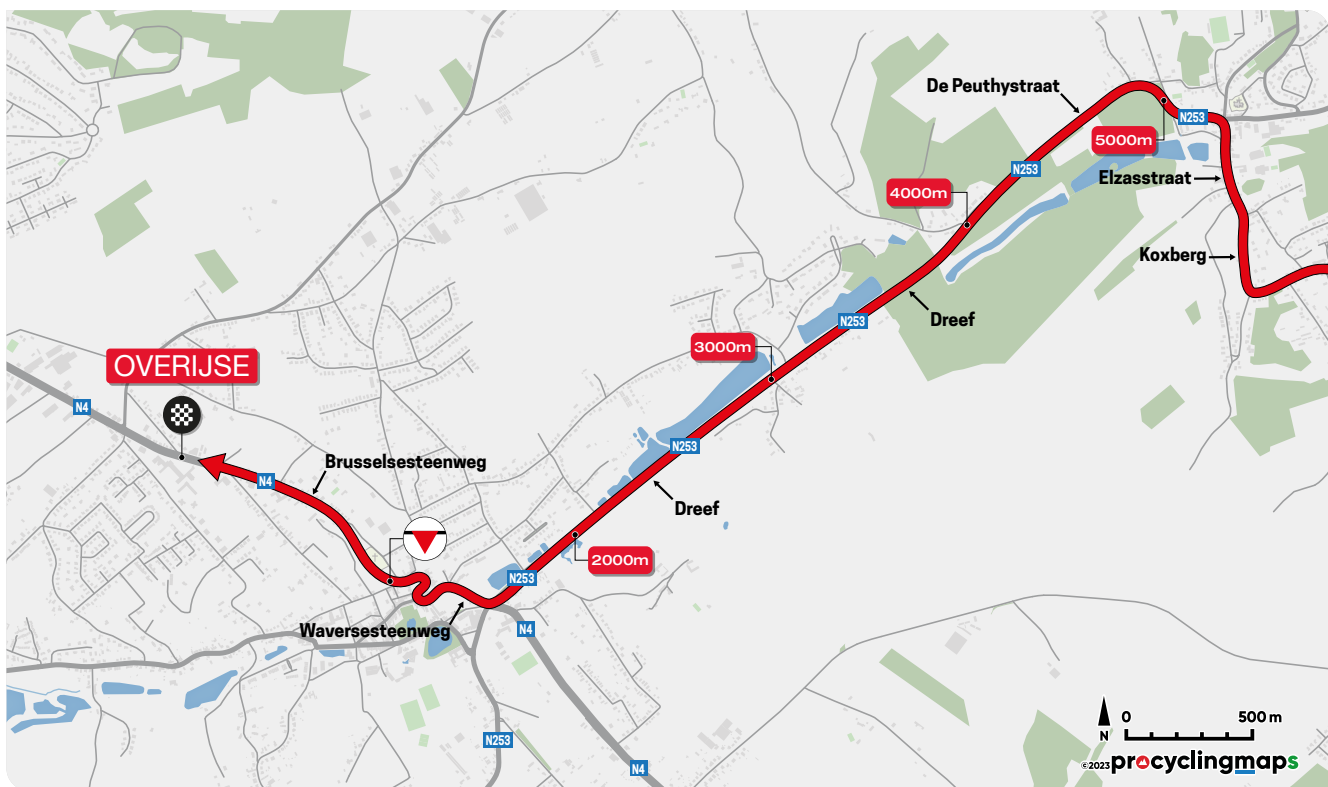 De Peuthystraat
N253
5000m
N253
Elzasstraat
4000m
Koxberg
N253
Dreef
3000m
OVERIJSE
N4
N253
Brusselsesteenweg
N4
Dreef
2000m
N253
Waversesteenweg
N4
N253
N4
0 500 m
N
©2023 procyclingmaps